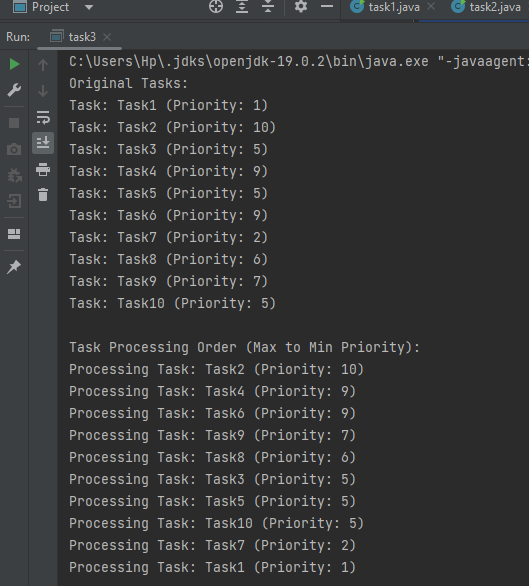 Project
task1.java
task2.java
Run:
task3
C:\Users\Hp\.jdks\openjdk-19.0.2\bin\java.exe "-javaagent:
Original Tasks:
Task: Task1 (Priority: 1)
Task: Task2 (Priority: 10)
Task: Task3 (Priority: 5)
Task: Task4 (Priority: 9)
Task: Task5 (Priority: 5)
Task: Task6 (Priority: 9)
Task: Task7 (Priority: 2)
Task: Task8 (Priority: 6)
Task: Task9 (Priority: 7)
Task: Task10 (Priority: 5)
Task Processing Order (Max to Min Priority):
Processing Task: Task2 (Priority: 10)
Processing Task: Task4 (Priority: 9)
Processing Task: Task6 (Priority: 9)
Processing Task: Task9 (Priority: 7)
Processing Task: Task8 (Priority: 6)
Processing Task: Task3 (Priority: 5)
Processing Task: Task5 (Priority: 5)
Processing Task: Task10 (Priority: 5)
Processing Task: Task7 (Priority: 2)
Processing Task: Task1 (Priority: 1)